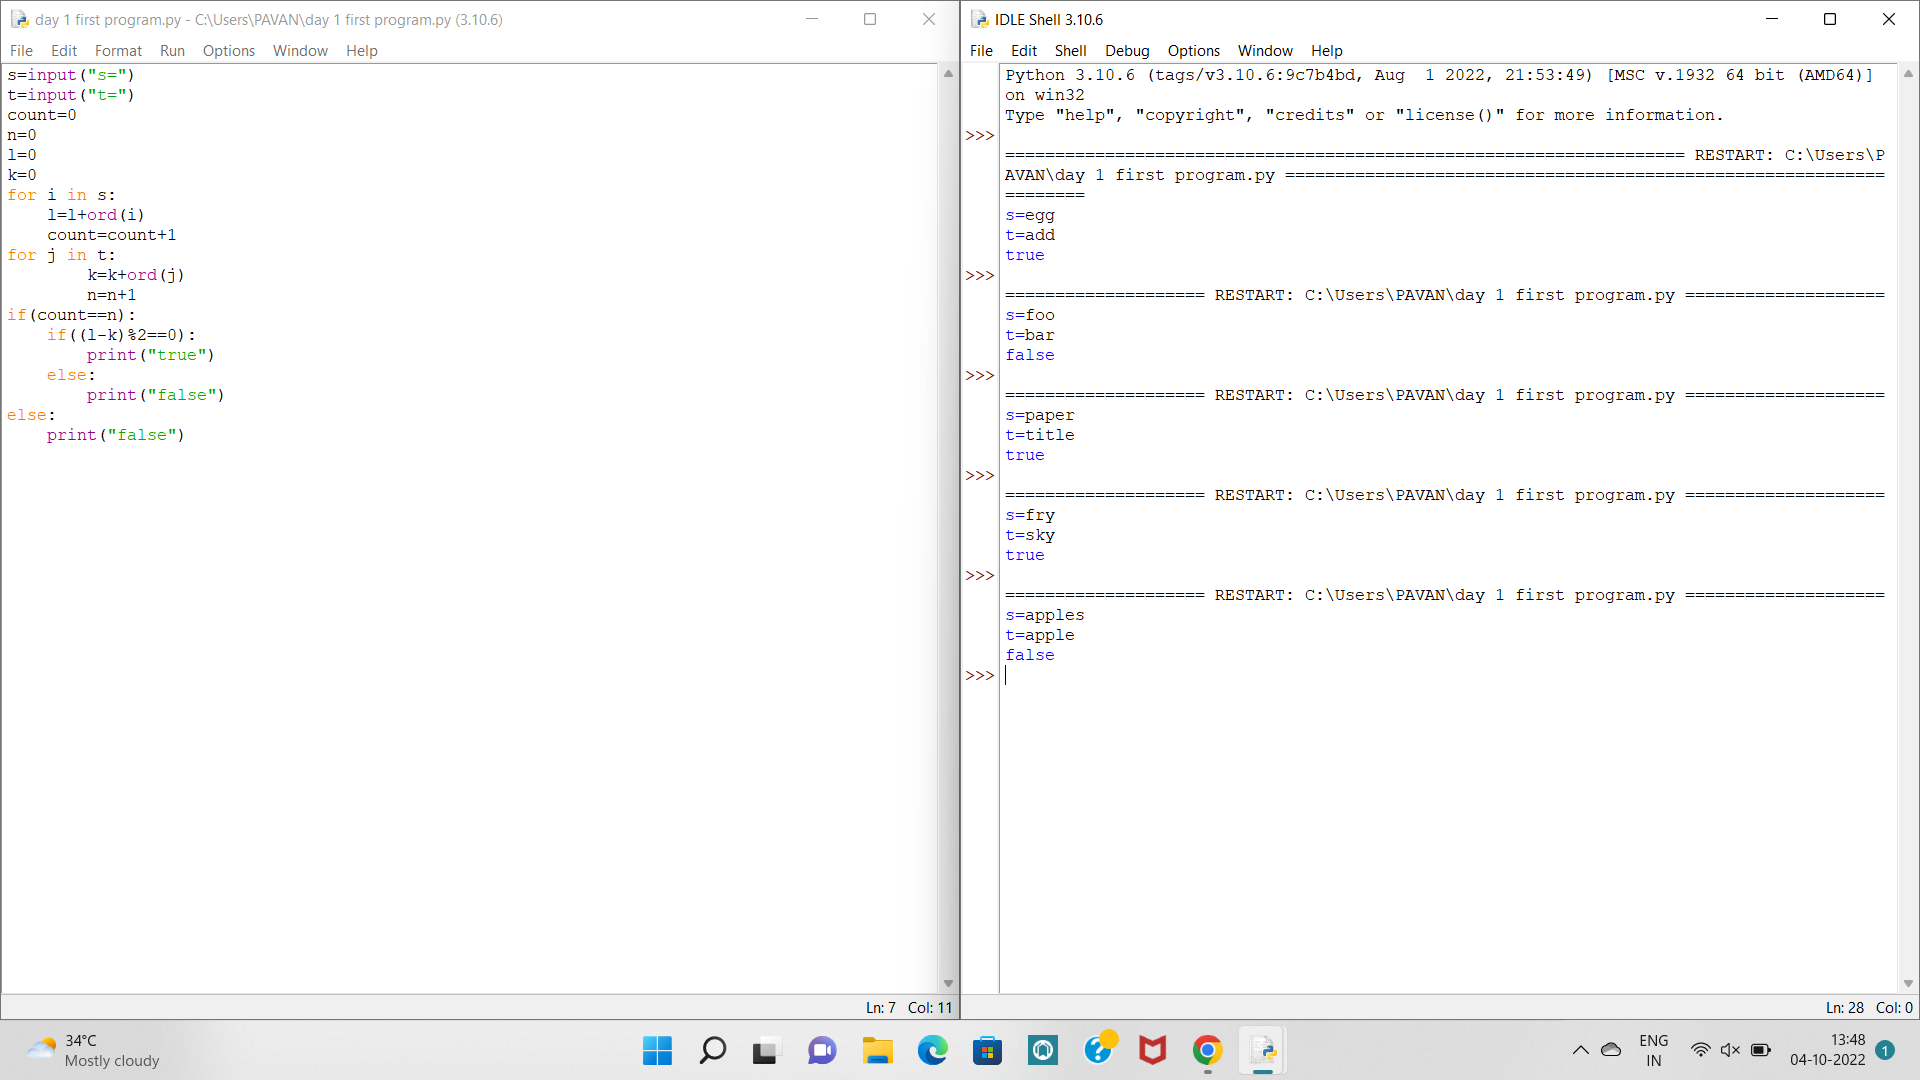 day 1 first program.py - C:\Users\PAVAN\day 1 first program.py (3.10.6)
File Edit Format Run Options Window Help
s=input("s=")
t=input("t=")
count=0
n=0
l=0
k=0
for i in s:
    l=l+ord(i)
    count=count+1
for j in t:
        k=k+ord(j)
        n=n+1
if(count==n):
    if((l-k)%2==0):
        print("true")
    else:
        print("false")
else:
    print("false")
Ln: 7 Col: 11
IDLE Shell 3.10.6
File Edit Shell Debug Options Window Help
Python 3.10.6 (tags/v3.10.6:9c7b4bd, Aug  1 2022, 21:53:49) [MSC v.1932 64 bit (AMD64)]
on win32
Type "help", "copyright", "credits" or "license()" for more information.
>>>
==================================================================== RESTART: C:\Users\P
AVAN\day 1 first program.py ============================================================
========
s=egg
t=add
true
>>>
==================== RESTART: C:\Users\PAVAN\day 1 first program.py ====================
s=foo
t=bar
false
>>>
==================== RESTART: C:\Users\PAVAN\day 1 first program.py ====================
s=paper
t=title
true
>>>
==================== RESTART: C:\Users\PAVAN\day 1 first program.py ====================
s=fry
t=sky
true
>>>
==================== RESTART: C:\Users\PAVAN\day 1 first program.py ====================
s=apples
t=apple
false
>>>
Ln: 28 Col: 0
34°C
Mostly cloudy
ENG
IN
13:48
04-10-2022
1